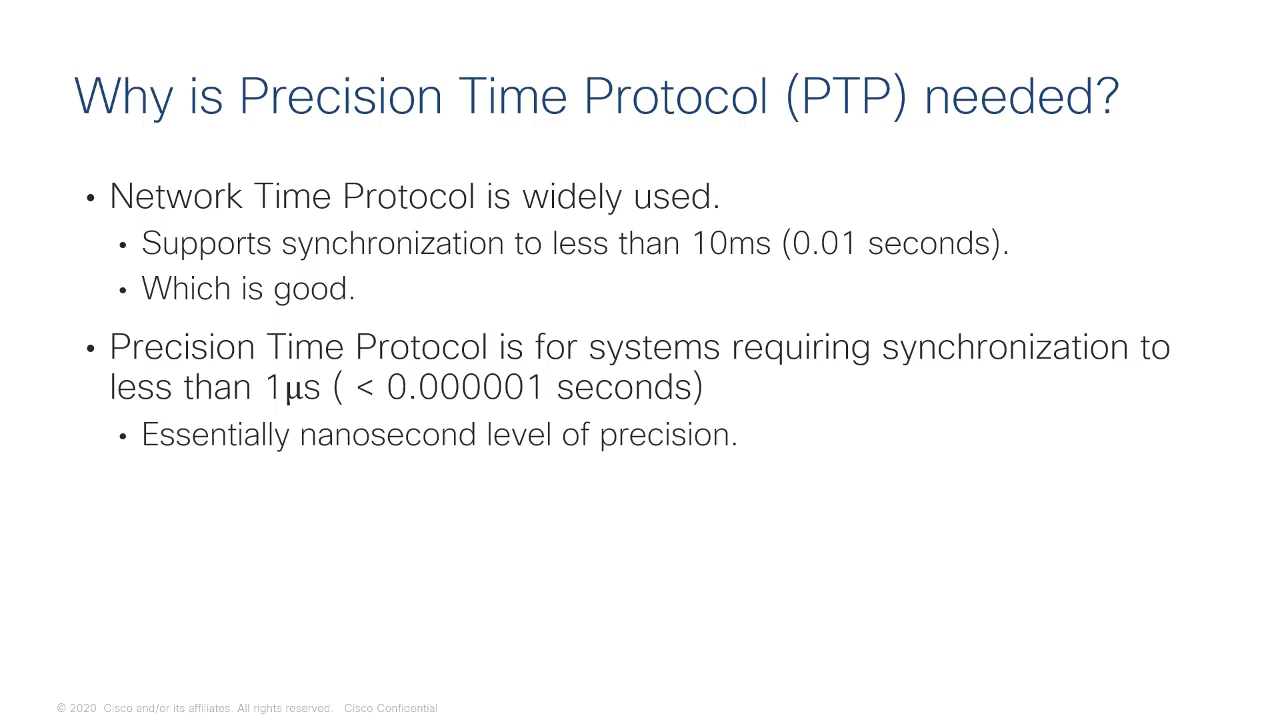 Why is Precision Time Protocol (PTP) needed?
• Network Time Protocol is widely used.
• Supports synchronization to less than 10ms (0.01 seconds).
• Which is good.
• Precision Time Protocol is for systems requiring synchronization to
less than 1μs ( < 0.000001 seconds)
• Essentially nanosecond level of precision.
© 2020 Cisco and/or its affiliates. All rights reserved. Cisco Confidential